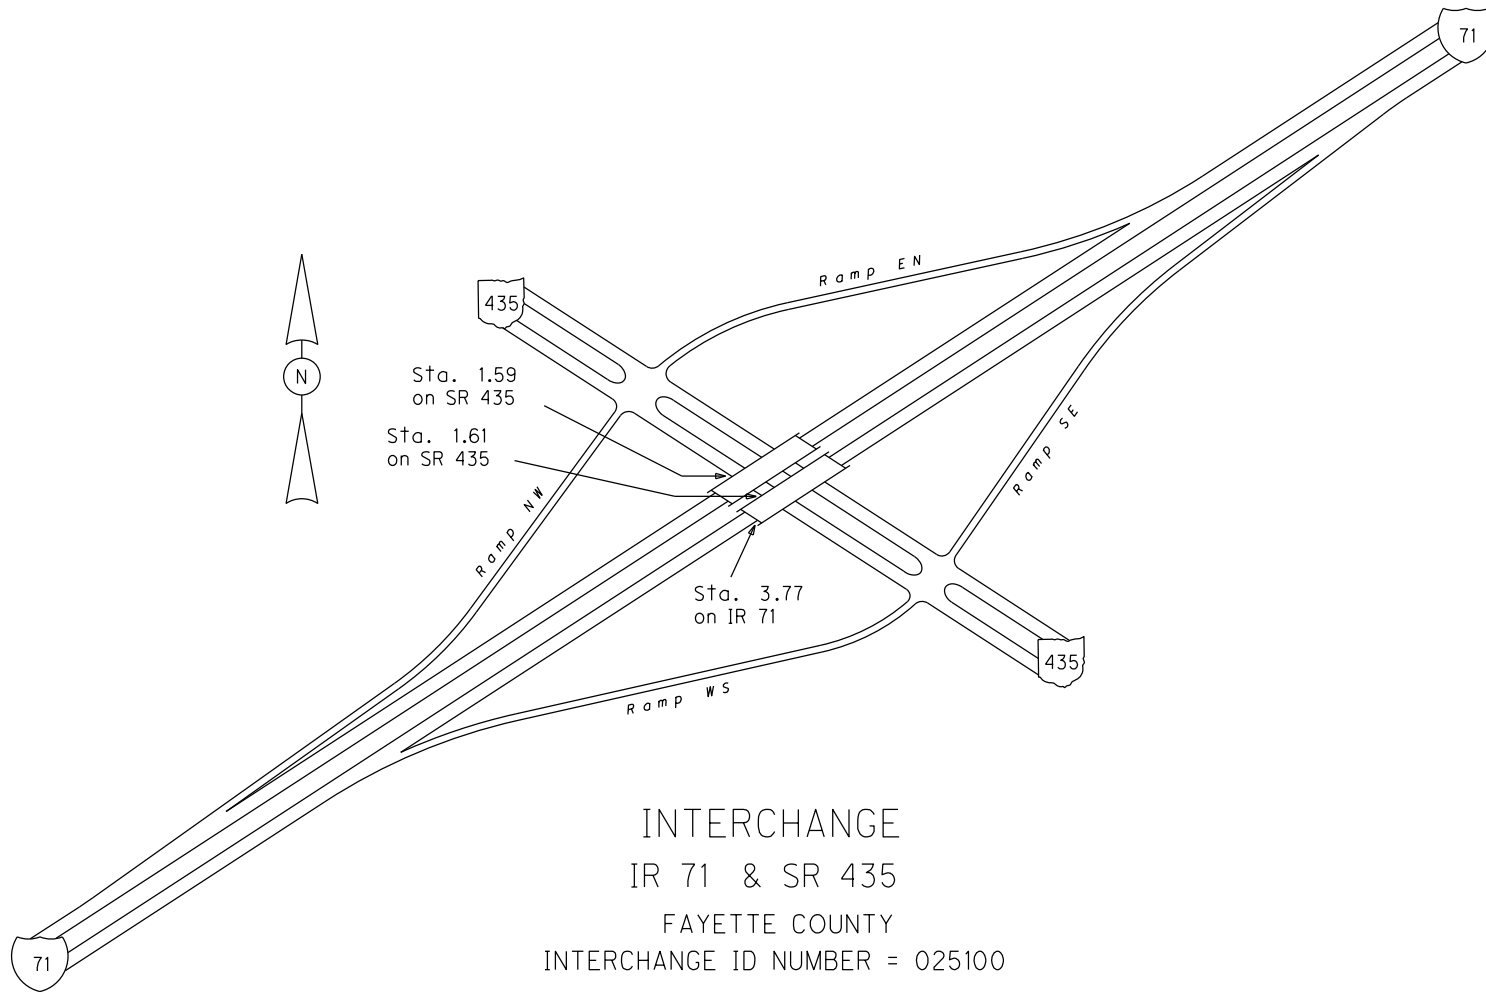 71
Ramp EN
435
N
Sta. 1.59
on SR 435
Sta. 1.61
on SR 435
Ramp SE
Ramp NW
Sta. 3.77
on IR 71
435
Ramp WS
INTERCHANGE
IR 71 & SR 435
FAYETTE COUNTY
INTERCHANGE ID NUMBER = 025100
71